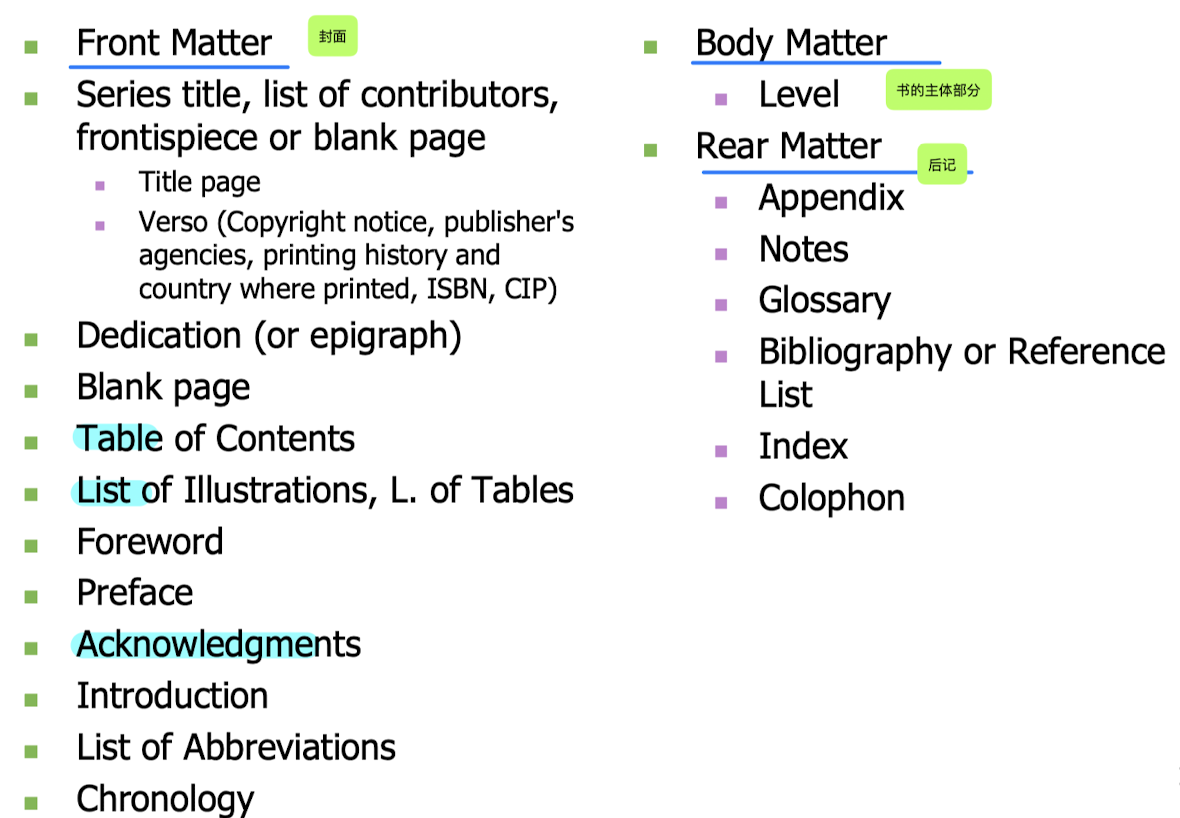 Front Matter
封面
Series title, list of contributors,
frontispiece or blank page
Title page
Verso (Copyright notice, publisher's
agencies, printing history and
country where printed, ISBN, CIP)
Dedication (or epigraph)
Blank page
Table of Contents
List of Illustrations, L. of Tables
Foreword
Preface
Acknowledgments
Introduction
List of Abbreviations
Chronology
Body Matter
Level
书的主体部分
Rear Matter
后记
Appendix
Notes
Glossary
Bibliography or Reference
List
Index
Colophon